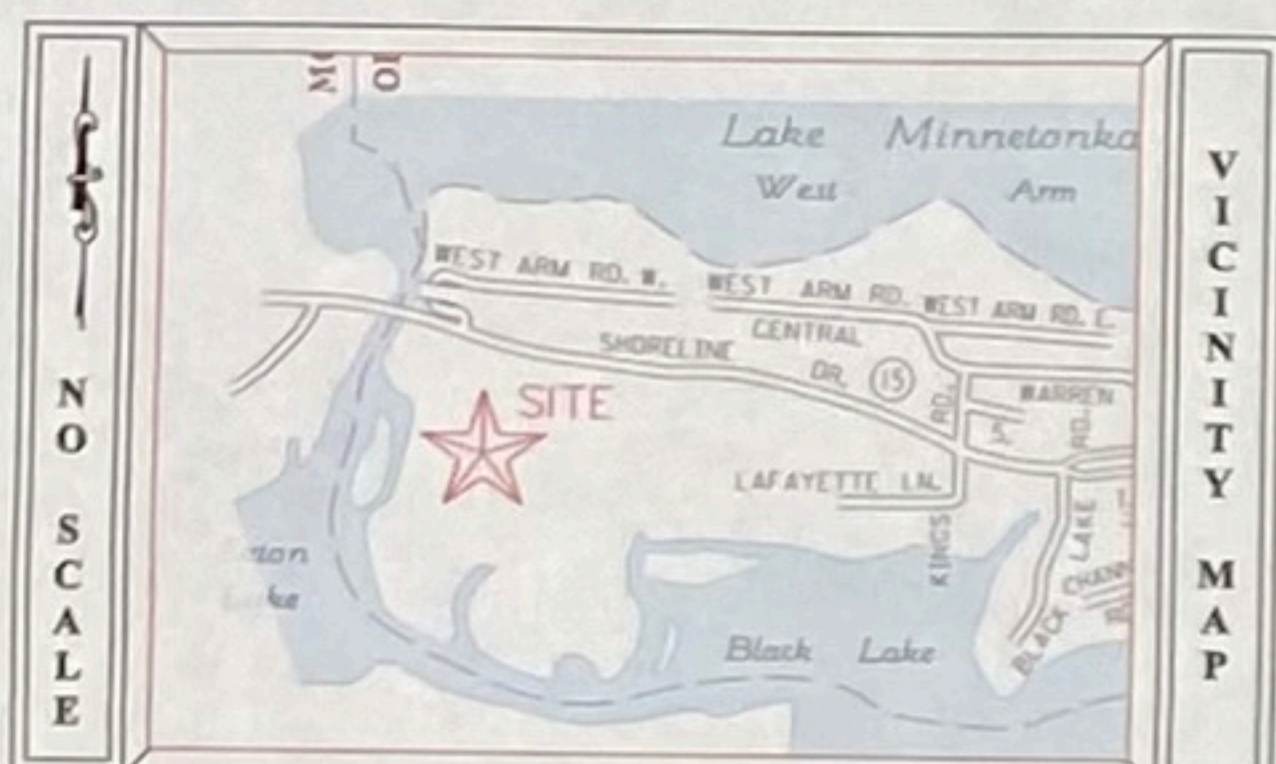 NO SCALE
VICINITY MAP
Lake Minnetonka
West Arm
WEST ARM RD. W.
WEST ARM RD.
WEST ARM RD. E.
CENTRAL
SHORELINE
DR.
15
RD.
WARREN
RD.
SITE
LAFAYETTE LN.
KINGS
LAKE
BLACK
Black Lake